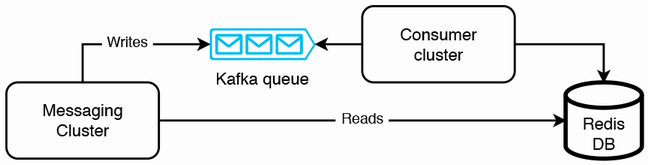 Writes
Kafka queue
Consumer
cluster
Messaging
Cluster
Reads
Redis
DB